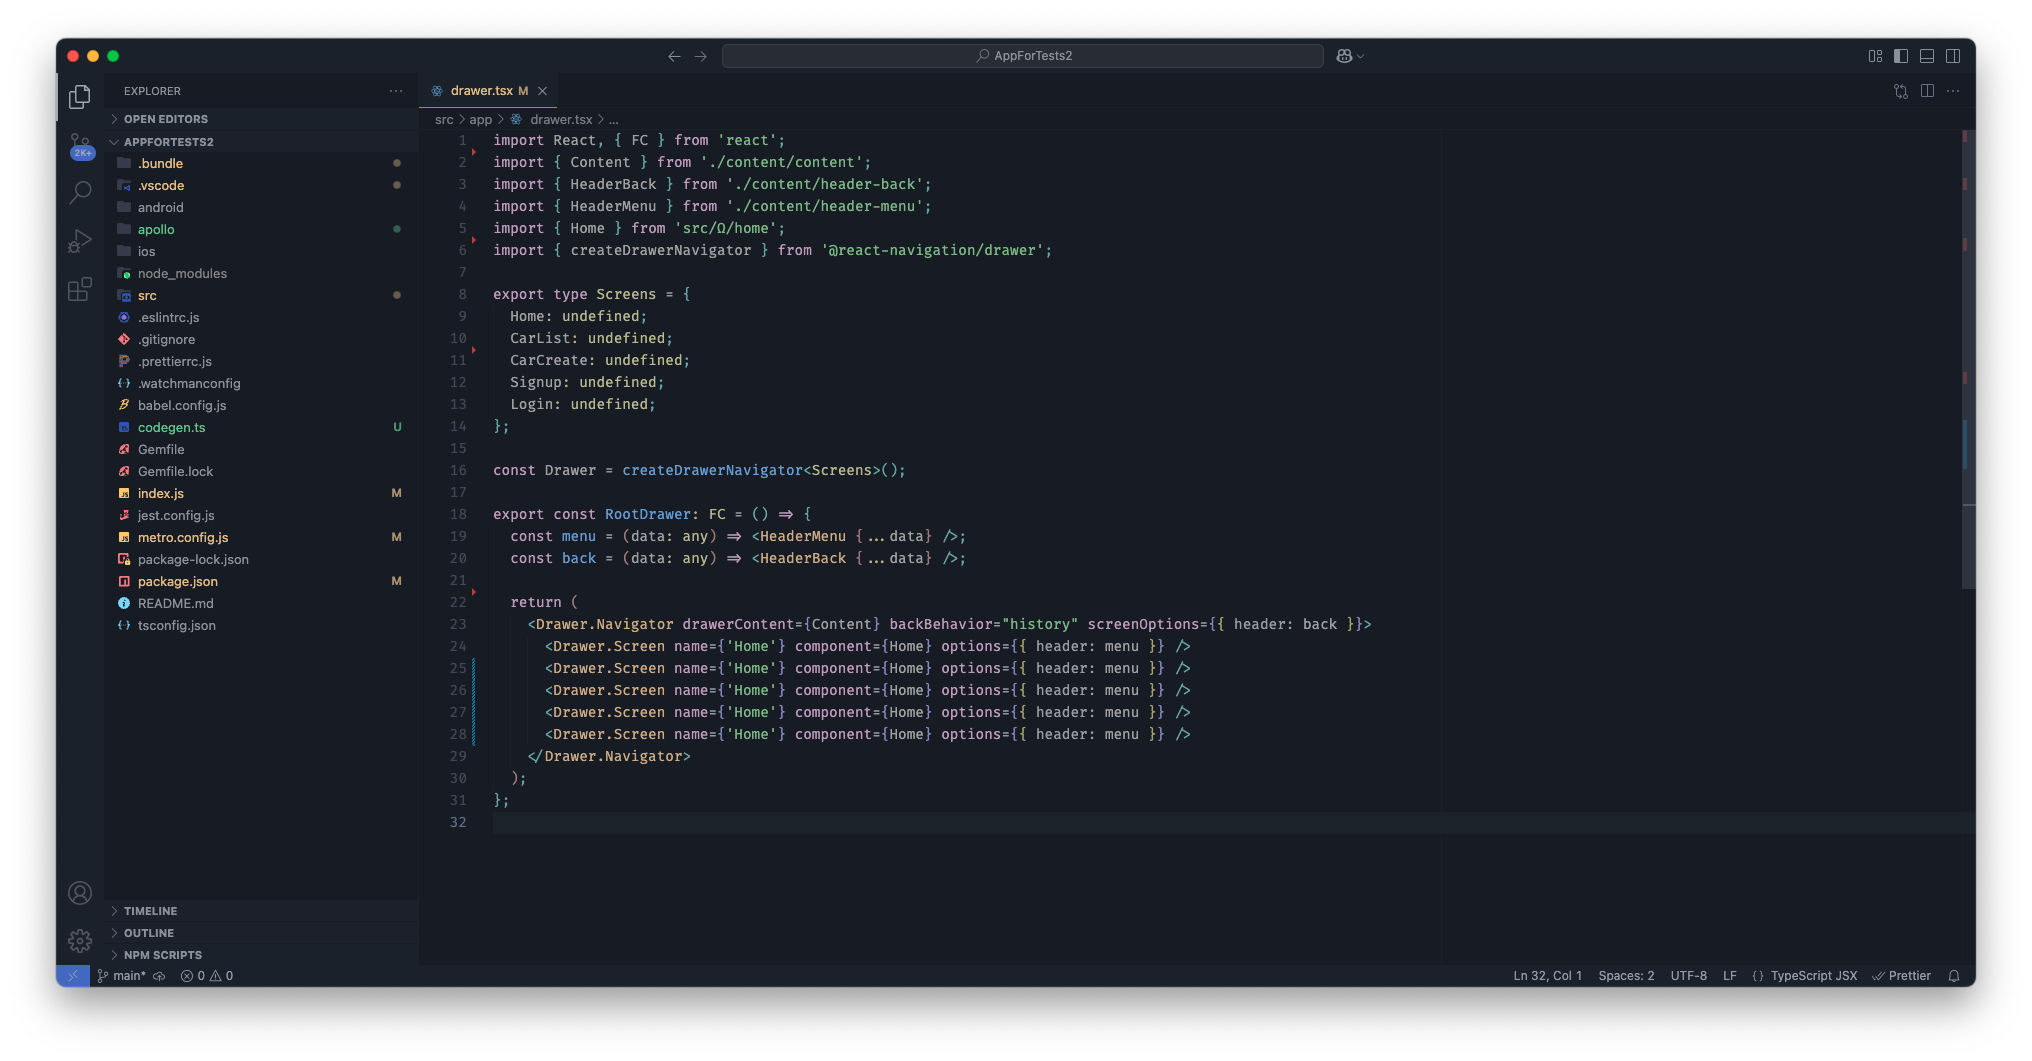 AppForTests2
EXPLORER
OPEN EDITORS
APPFORTESTS2
.bundle
.vscode
android
apollo
ios
node_modules
src
.eslintrc.js
.gitignore
.prettierrc.js
.watchmanconfig
babel.config.js
codegen.ts U
Gemfile
Gemfile.lock
index.js M
jest.config.js
metro.config.js M
package-lock.json
package.json M
README.md
tsconfig.json
TIMELINE
OUTLINE
NPM SCRIPTS
2K+
drawer.tsx M
src > app > drawer.tsx > ...
1 import React, { FC } from 'react';
2 import { Content } from './content/content';
3 import { HeaderBack } from './content/header-back';
4 import { HeaderMenu } from './content/header-menu';
5 import { Home } from 'src/Ω/home';
6 import { createDrawerNavigator } from '@react-navigation/drawer';
7
8 export type Screens = {
9 Home: undefined;
10 CarList: undefined;
11 CarCreate: undefined;
12 Signup: undefined;
13 Login: undefined;
14 };
15
16 const Drawer = createDrawerNavigator<Screens>();
17
18 export const RootDrawer: FC = () => {
19 const menu = (data: any) => <HeaderMenu {...data} />;
20 const back = (data: any) => <HeaderBack {...data} />;
21
22 return (
23 <Drawer.Navigator drawerContent={Content} backBehavior="history" screenOptions={{ header: back }}>
24 <Drawer.Screen name={'Home'} component={Home} options={{ header: menu }} />
25 <Drawer.Screen name={'Home'} component={Home} options={{ header: menu }} />
26 <Drawer.Screen name={'Home'} component={Home} options={{ header: menu }} />
27 <Drawer.Screen name={'Home'} component={Home} options={{ header: menu }} />
28 <Drawer.Screen name={'Home'} component={Home} options={{ header: menu }} />
29 </Drawer.Navigator>
30 );
31 };
32
main* 0 0 Ln 32, Col 1 Spaces: 2 UTF-8 LF {} TypeScript JSX Prettier